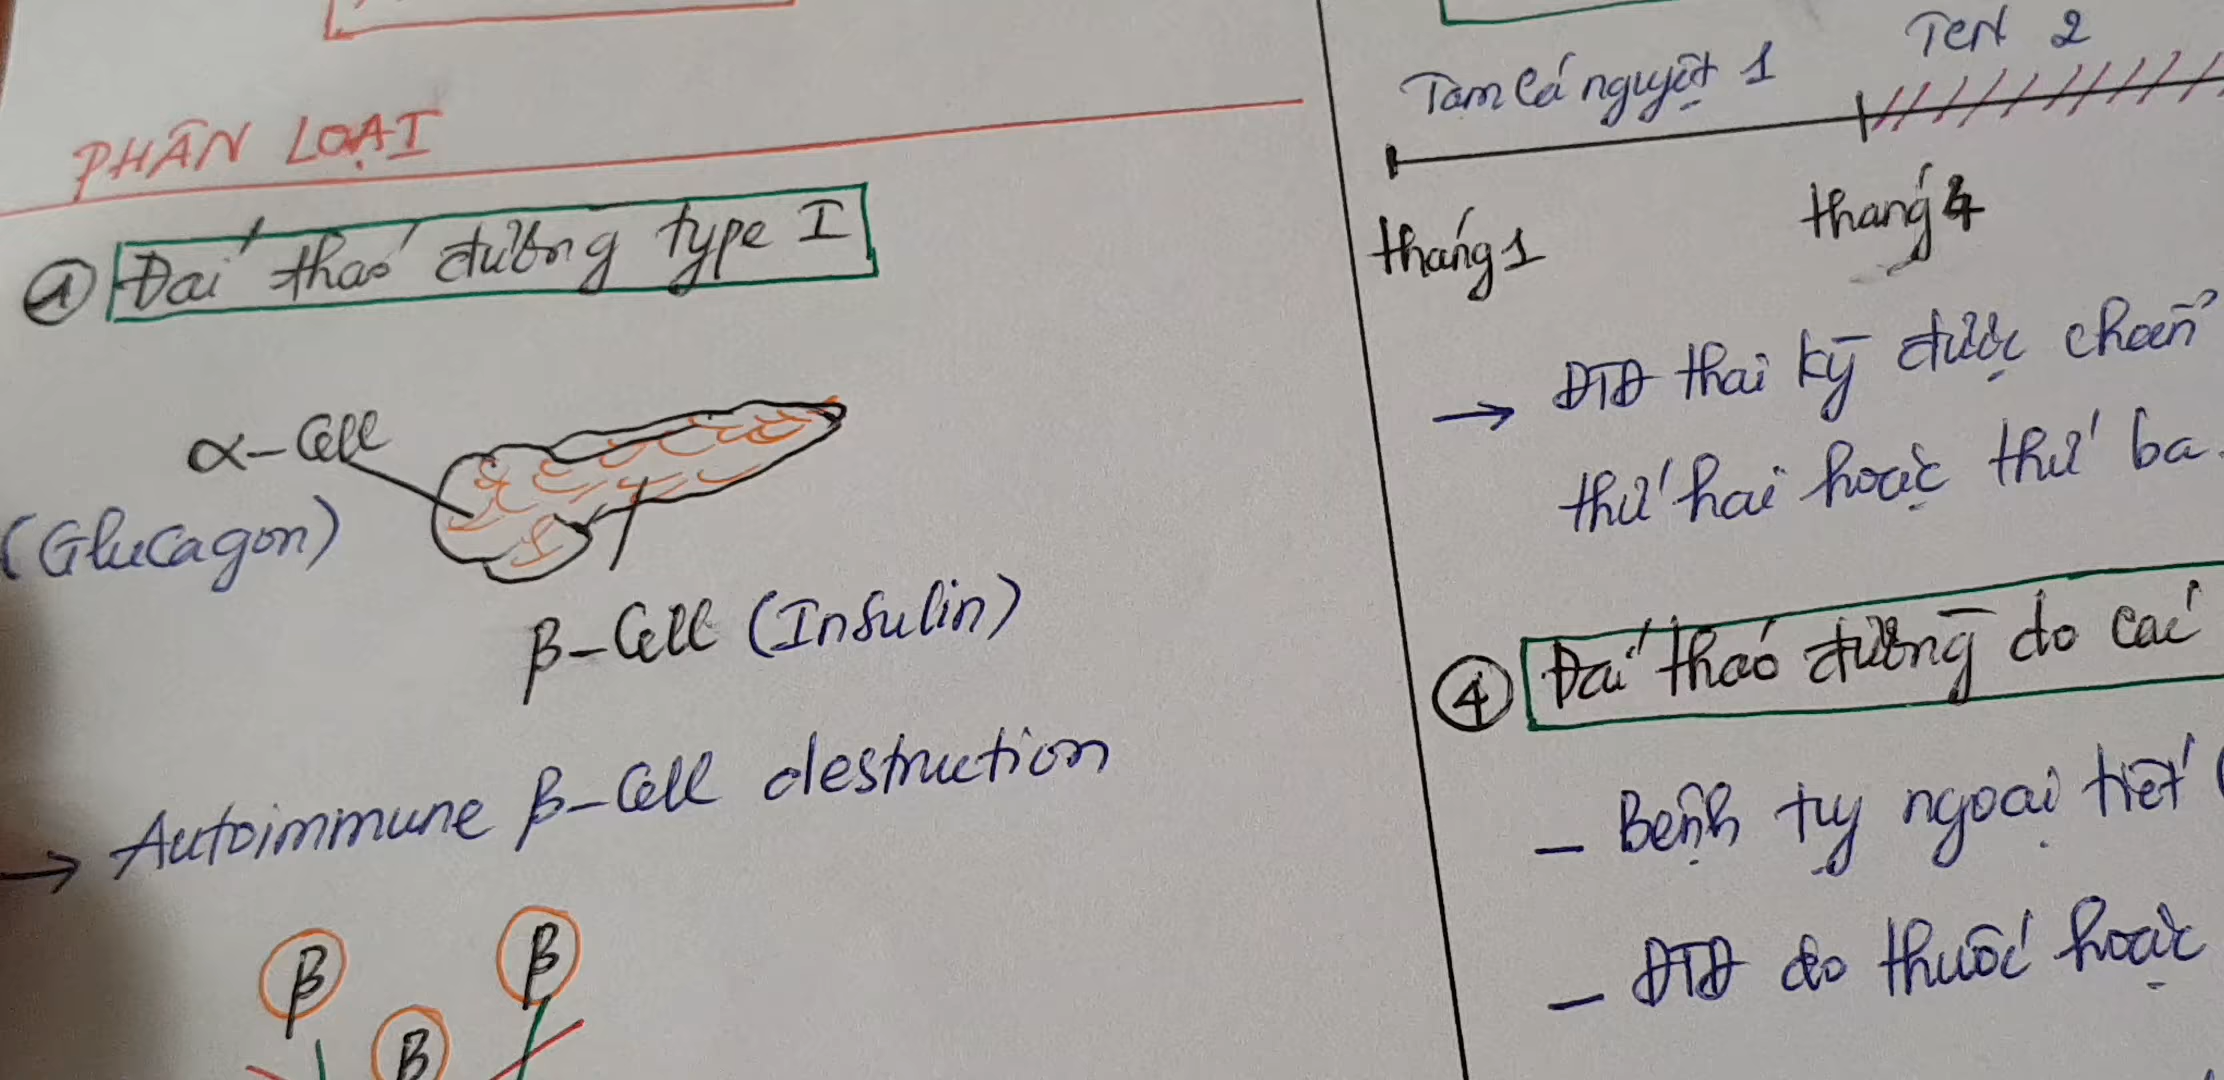 PHÂN LOẠI
① Đái tháo đường type I
α-Cell
(Glucagon)
β-Cell (Insulin)
→ Autoimmune β-Cell destruction
β
β
β
Tam cá nguyệt 1
TCN 2
tháng 1
tháng 4
→ ĐTĐ thai kỳ được chẩn
thứ hai hoặc thứ ba
④ Đái tháo đường do các
- Bệnh tụy ngoại tiết (
- ĐTĐ do thuốc hoặc